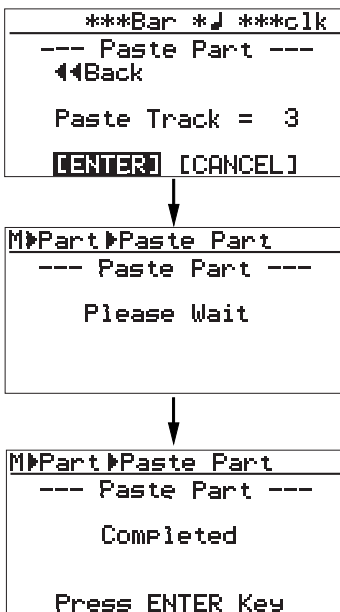 ***Bar *♩ ***clk
--- Paste Part ---
◀◀Back
Paste Track = 3
[ENTER] [CANCEL]
M▶Part▶Paste Part
--- Paste Part ---
Please Wait
M▶Part▶Paste Part
--- Paste Part ---
Completed
Press ENTER Key